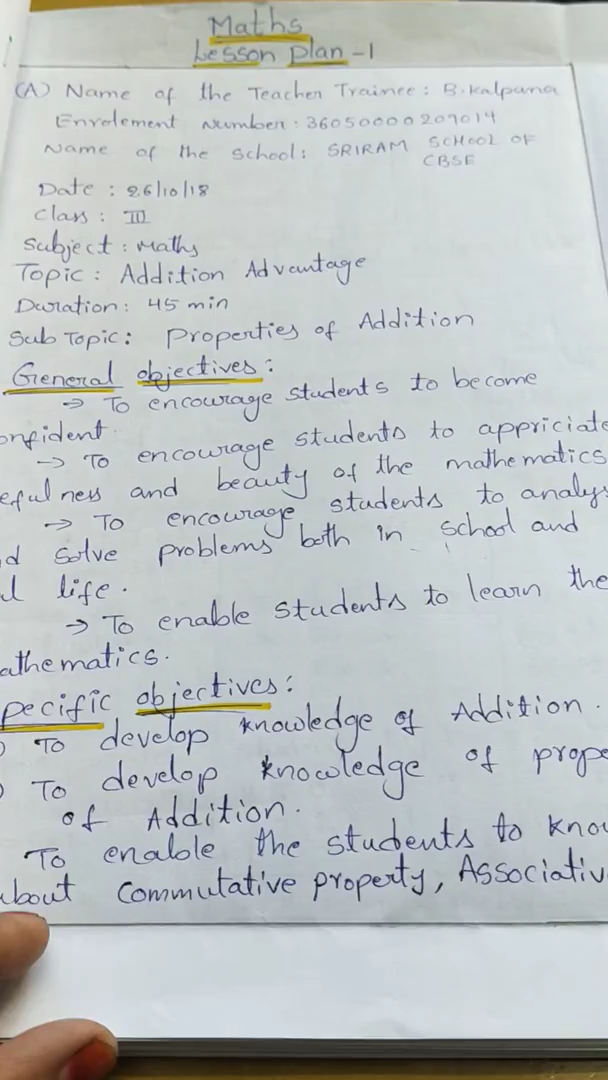 Maths
Lesson plan -1
(A) Name of the Teacher Trainee: B.Kalpana
Enrolement Number: 36050000209014
Name of the School: SRIRAM SCHOOL OF
CBSE
Date : 26/10/18
Class : III
Subject : Maths
Topic : Addition Advantage
Duration: 45 min
Sub Topic: Properties of Addition
General objectives:
→ To encourage students to become
onfident.
→ To encourage students to appriciate
efulness and beauty of the mathematics
→ To encourage students to analys
d solve problems both in school and
l life.
→ To enable students to learn the
athematics.
pecific objectives:
To develop knowledge of Addition.
To develop knowledge of prope
of Addition.
To enable the students to know
about commutative property, Associativ